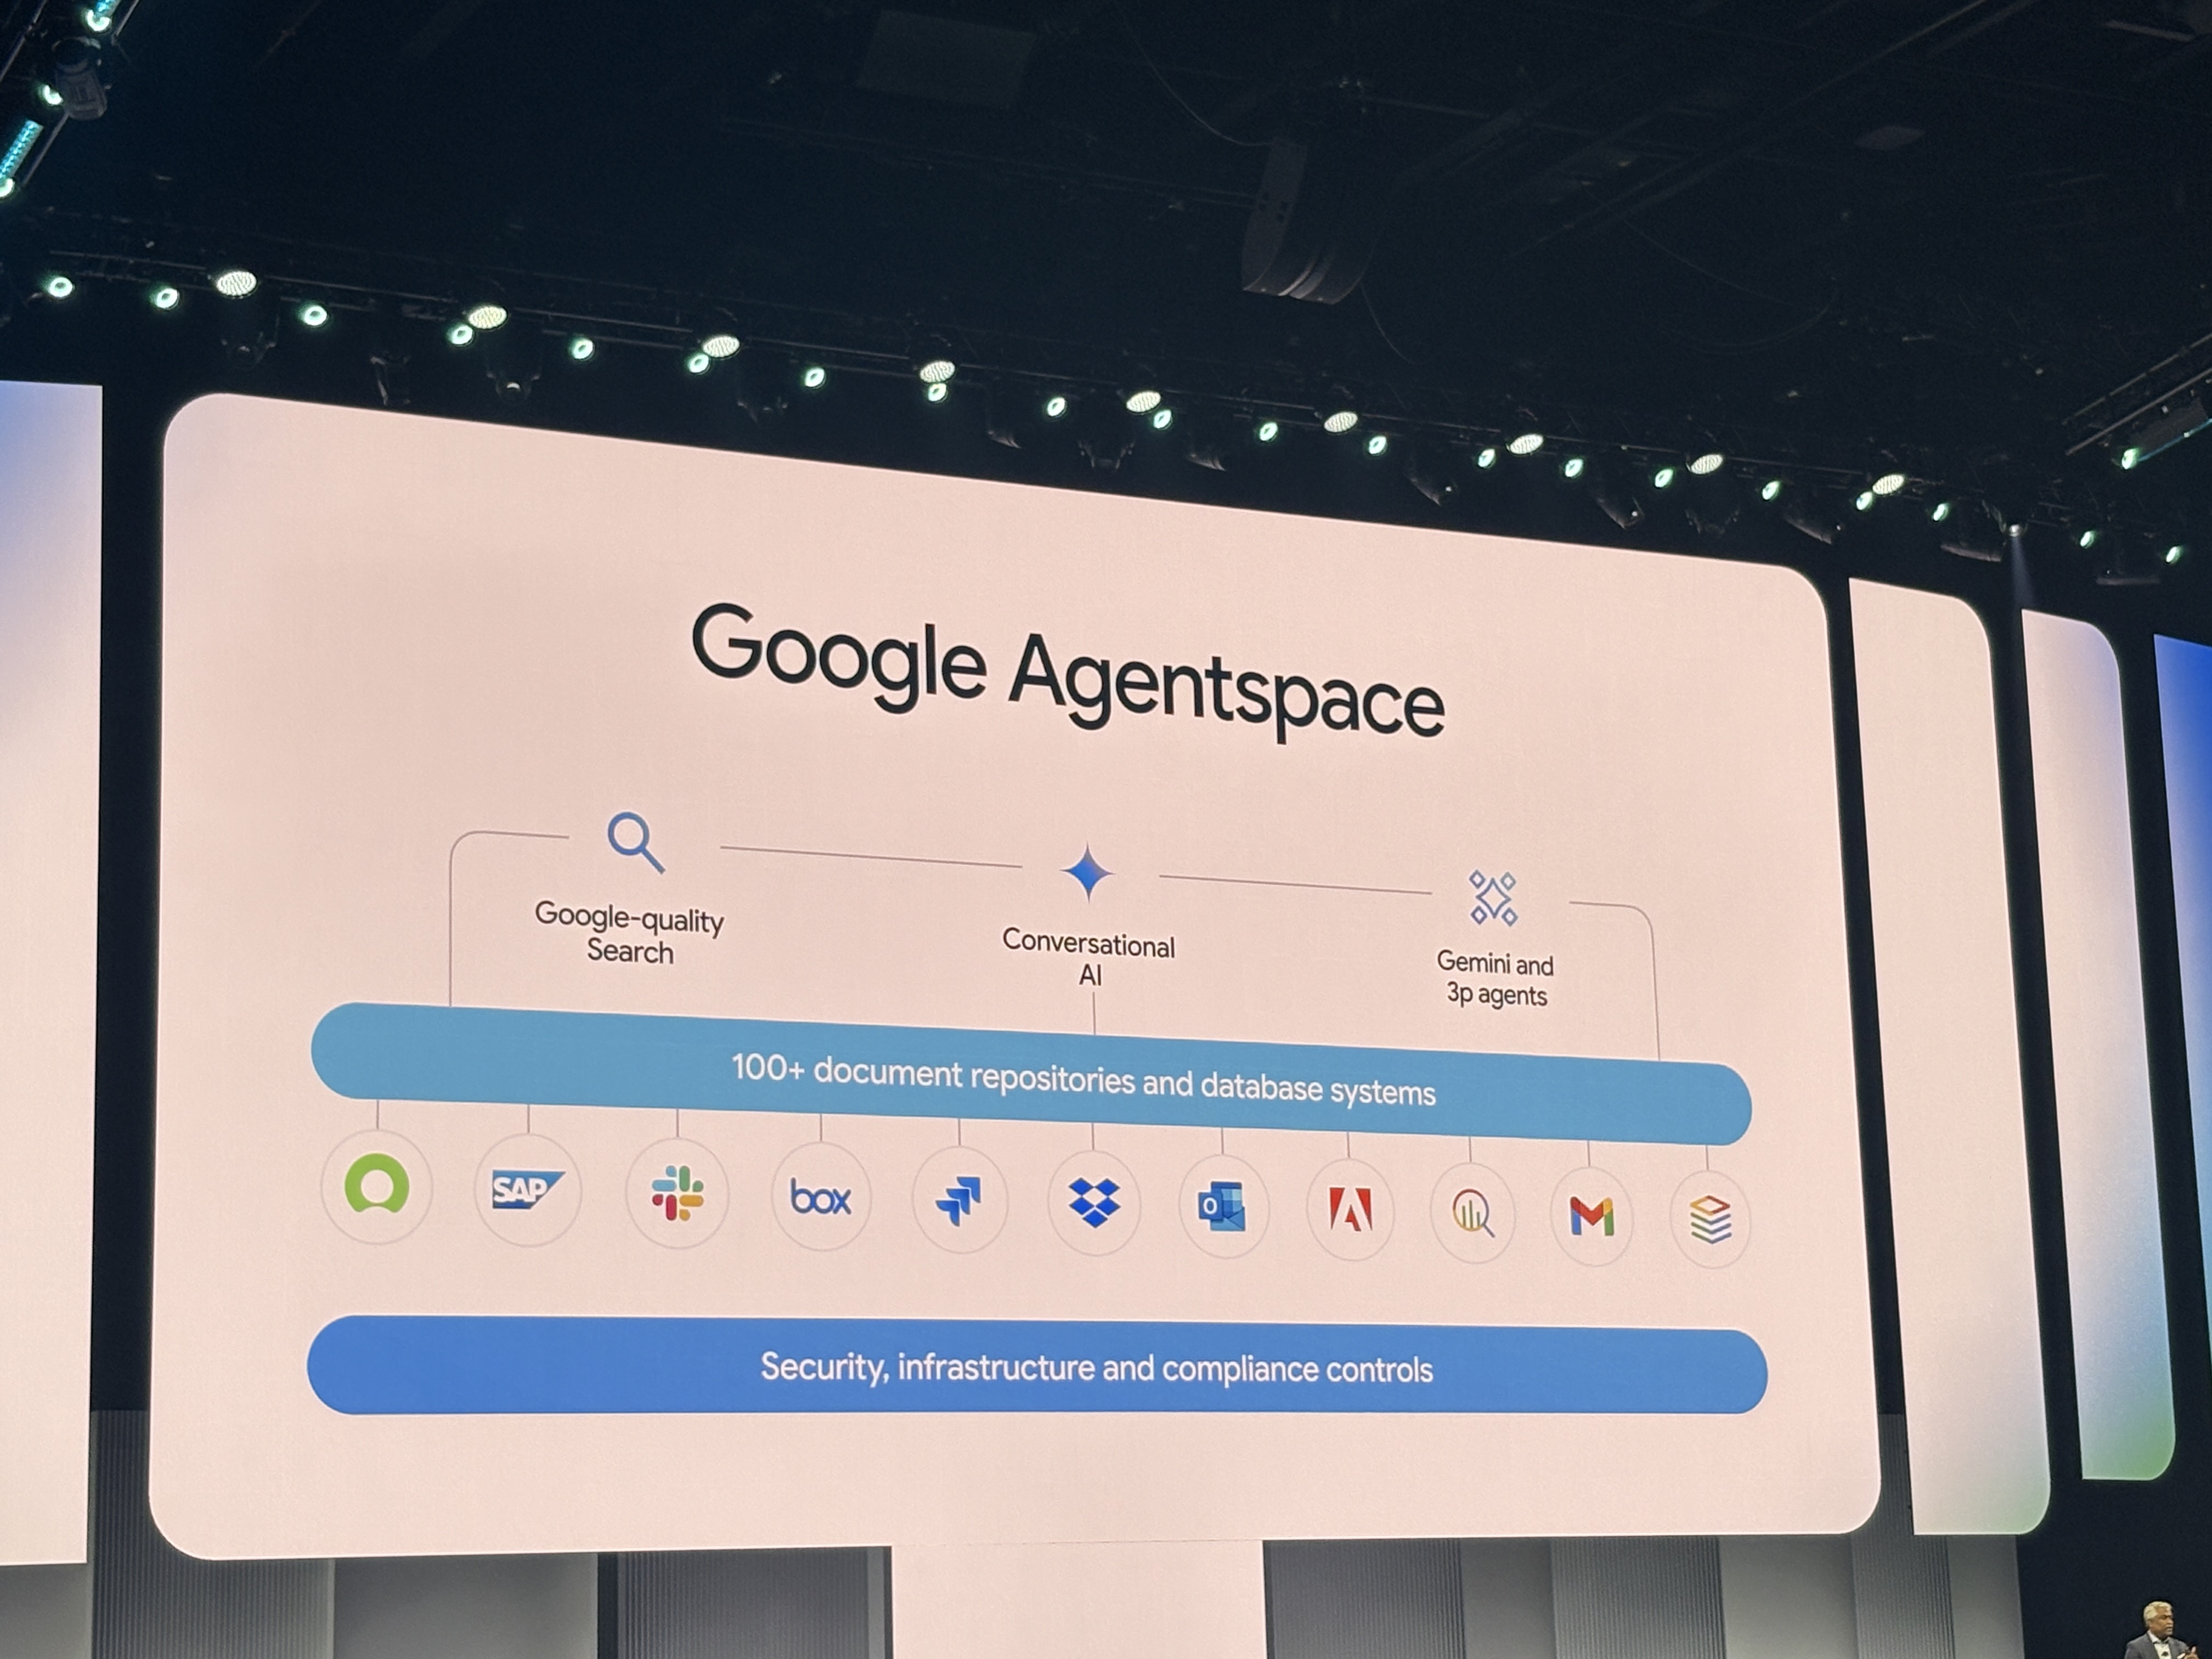 Google Agentspace
Google-quality
Search
Conversational
AI
Gemini and
3p agents
100+ document repositories and database systems
SAP
box
O
Security, infrastructure and compliance controls